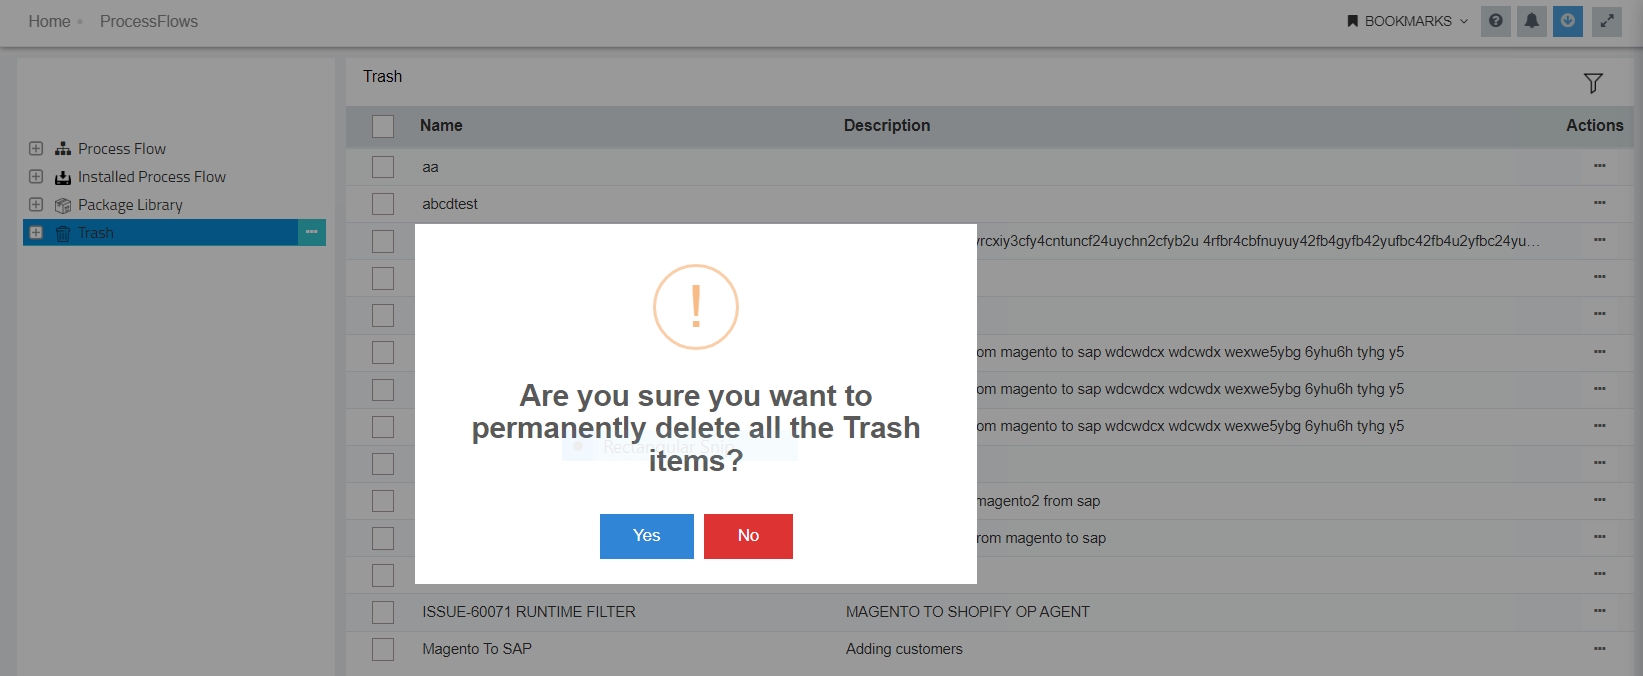 Home ProcessFlows
BOOKMARKS
Trash
Name Description Actions
Process Flow
Installed Process Flow
Package Library
Trash
aa
abcdtest
rcxiy3cfy4cntuncf24uychn2cfyb2u 4rfbr4cbfnuyuy42fb4gyfb42yufbc42fb4u2yfbc24yu...
!
om magento to sap wdcwdcx wdcwdx wexwe5ybg 6yhu6h tyhg y5
om magento to sap wdcwdcx wdcwdx wexwe5ybg 6yhu6h tyhg y5
om magento to sap wdcwdcx wdcwdx wexwe5ybg 6yhu6h tyhg y5
Are you sure you want to
permanently delete all the Trash
items?
Rectangular Snip
magento2 from sap
rom magento to sap
Yes No
ISSUE-60071 RUNTIME FILTER MAGENTO TO SHOPIFY OP AGENT
Magento To SAP Adding customers